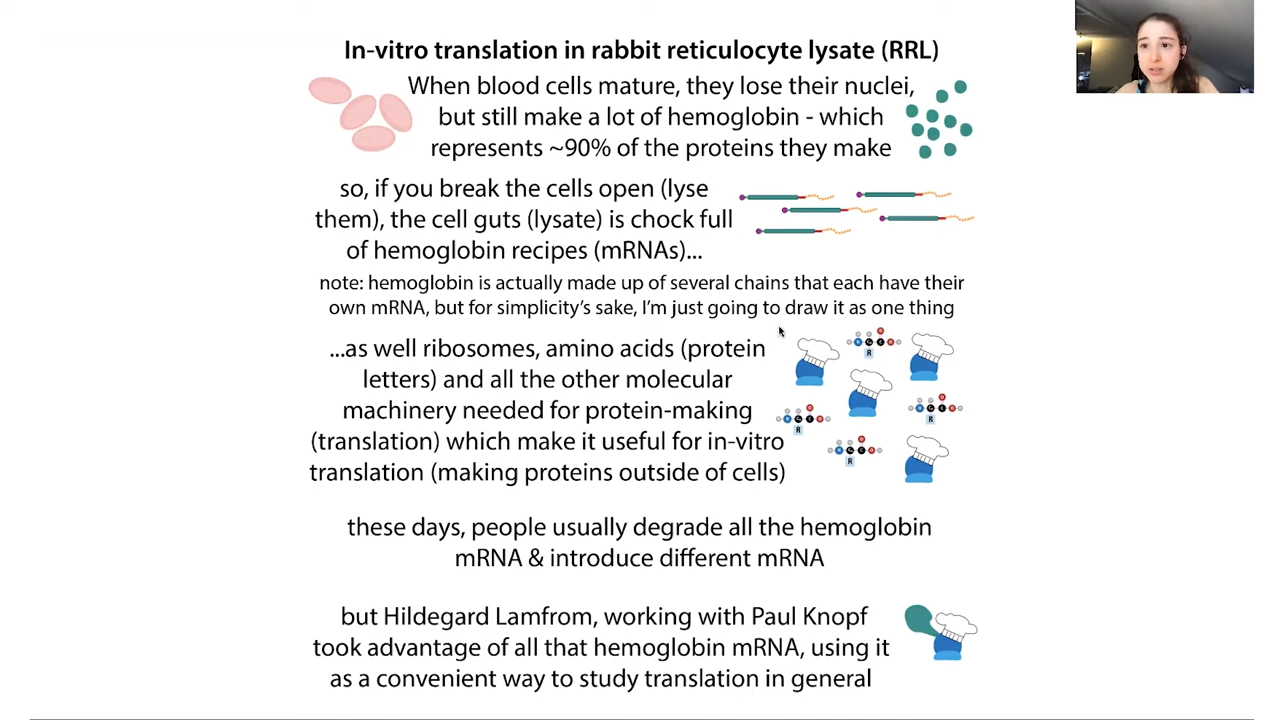 In-vitro translation in rabbit reticulocyte lysate (RRL)
When blood cells mature, they lose their nuclei,
but still make a lot of hemoglobin - which
represents ~90% of the proteins they make
so, if you break the cells open (lyse
them), the cell guts (lysate) is chock full
of hemoglobin recipes (mRNAs)...
note: hemoglobin is actually made up of several chains that each have their
own mRNA, but for simplicity's sake, I'm just going to draw it as one thing
...as well ribosomes, amino acids (protein
letters) and all the other molecular
machinery needed for protein-making
(translation) which make it useful for in-vitro
translation (making proteins outside of cells)
R
R
R
R
these days, people usually degrade all the hemoglobin
mRNA & introduce different mRNA
but Hildegard Lamfrom, working with Paul Knopf
took advantage of all that hemoglobin mRNA, using it
as a convenient way to study translation in general